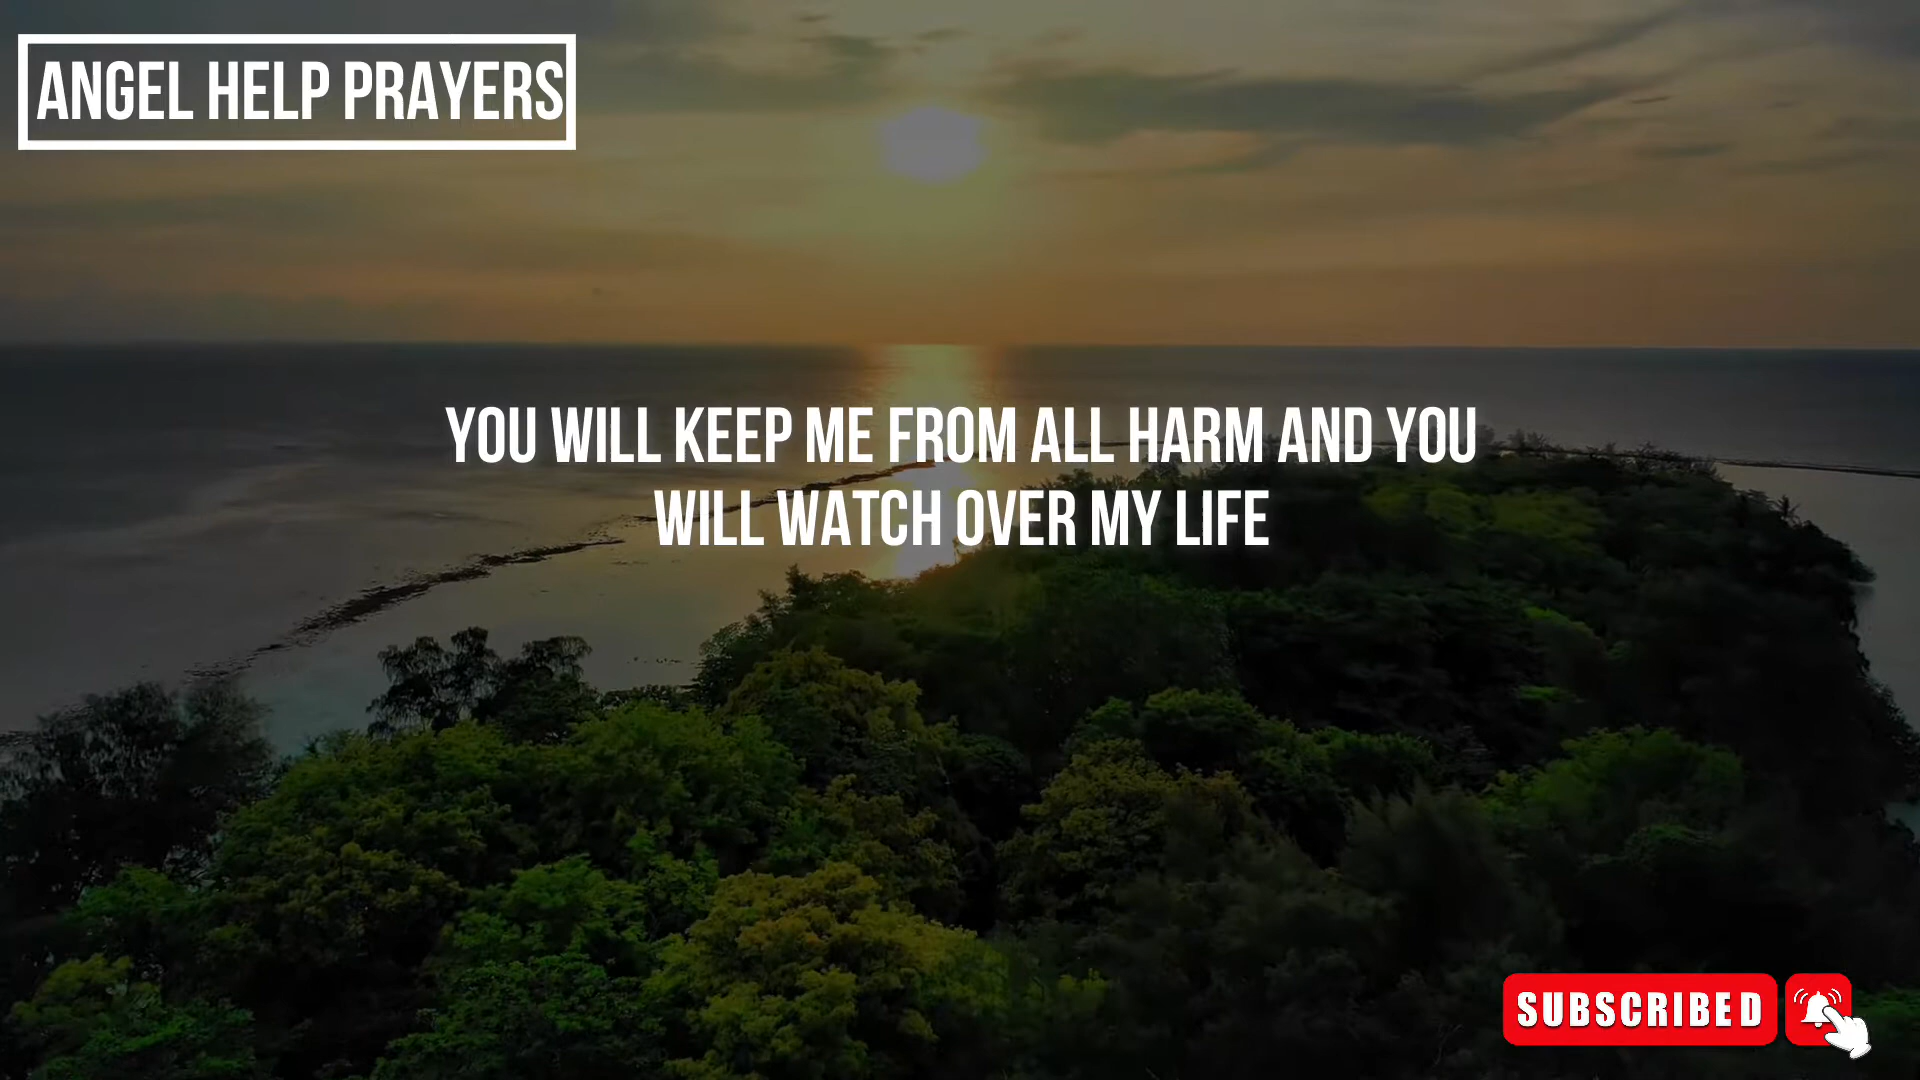 ANGEL HELP PRAYERS
YOU WILL KEEP ME FROM ALL HARM AND YOU
WILL WATCH OVER MY LIFE
SUBSCRIBED